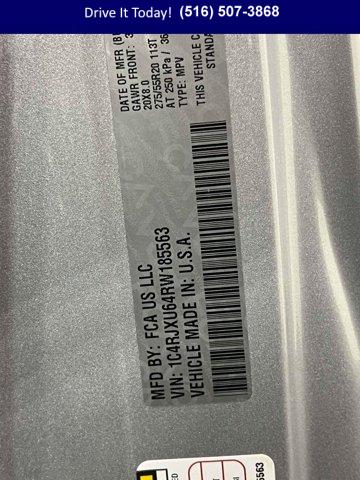 Drive It Today! (516) 507-3868
MFD BY: FCA US LLC
DATE OF MFR
GAWR FRONT:
20X8.0
275/55R20 113T
AT 250 kPa / 36
TYPE: MPV
VIN: 1C4RJXU64RW185563
VEHICLE MADE IN: U.S.A.
THIS VEHICLE C
STANDA